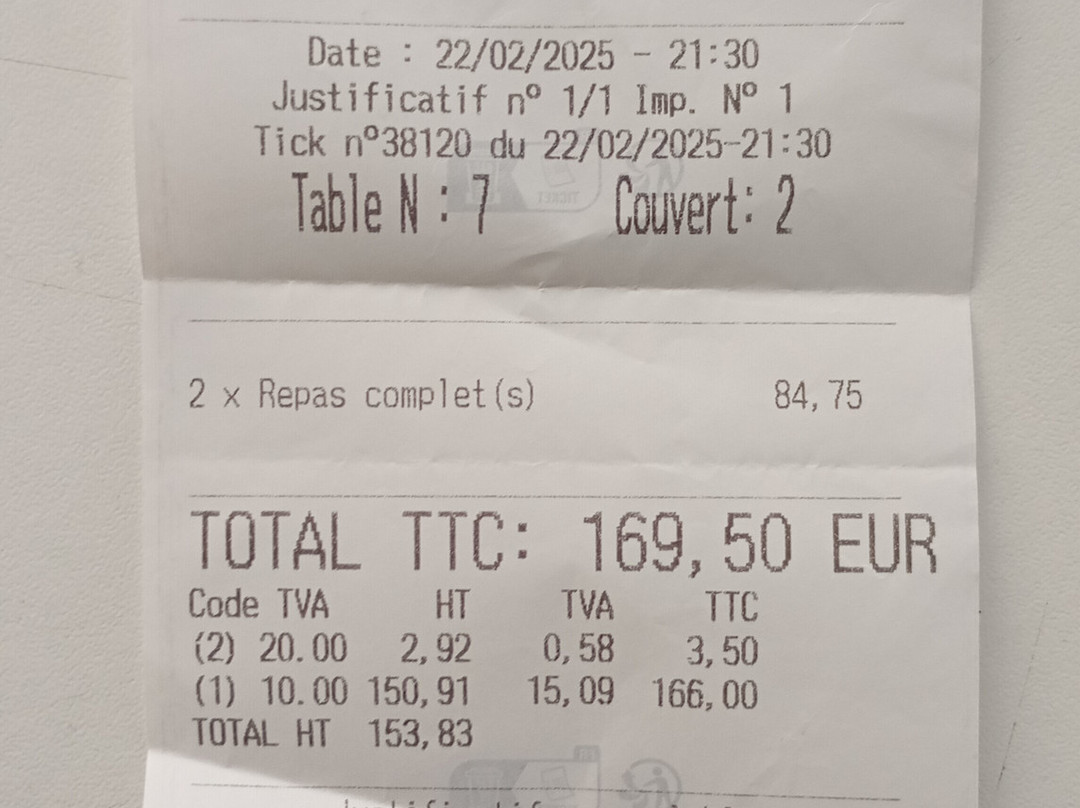 Date : 22/02/2025 - 21:30
Justificatif nº 1/1 Imp. Nº 1
Tick nº38120 du 22/02/2025-21:30
Table N : 7 Couvert: 2
2 x Repas complet(s) 84,75
TOTAL TTC: 169,50 EUR
Code TVA HT TVA TTC
(2) 20.00 2,92 0,58 3,50
(1) 10.00 150,91 15,09 166,00
TOTAL HT 153,83